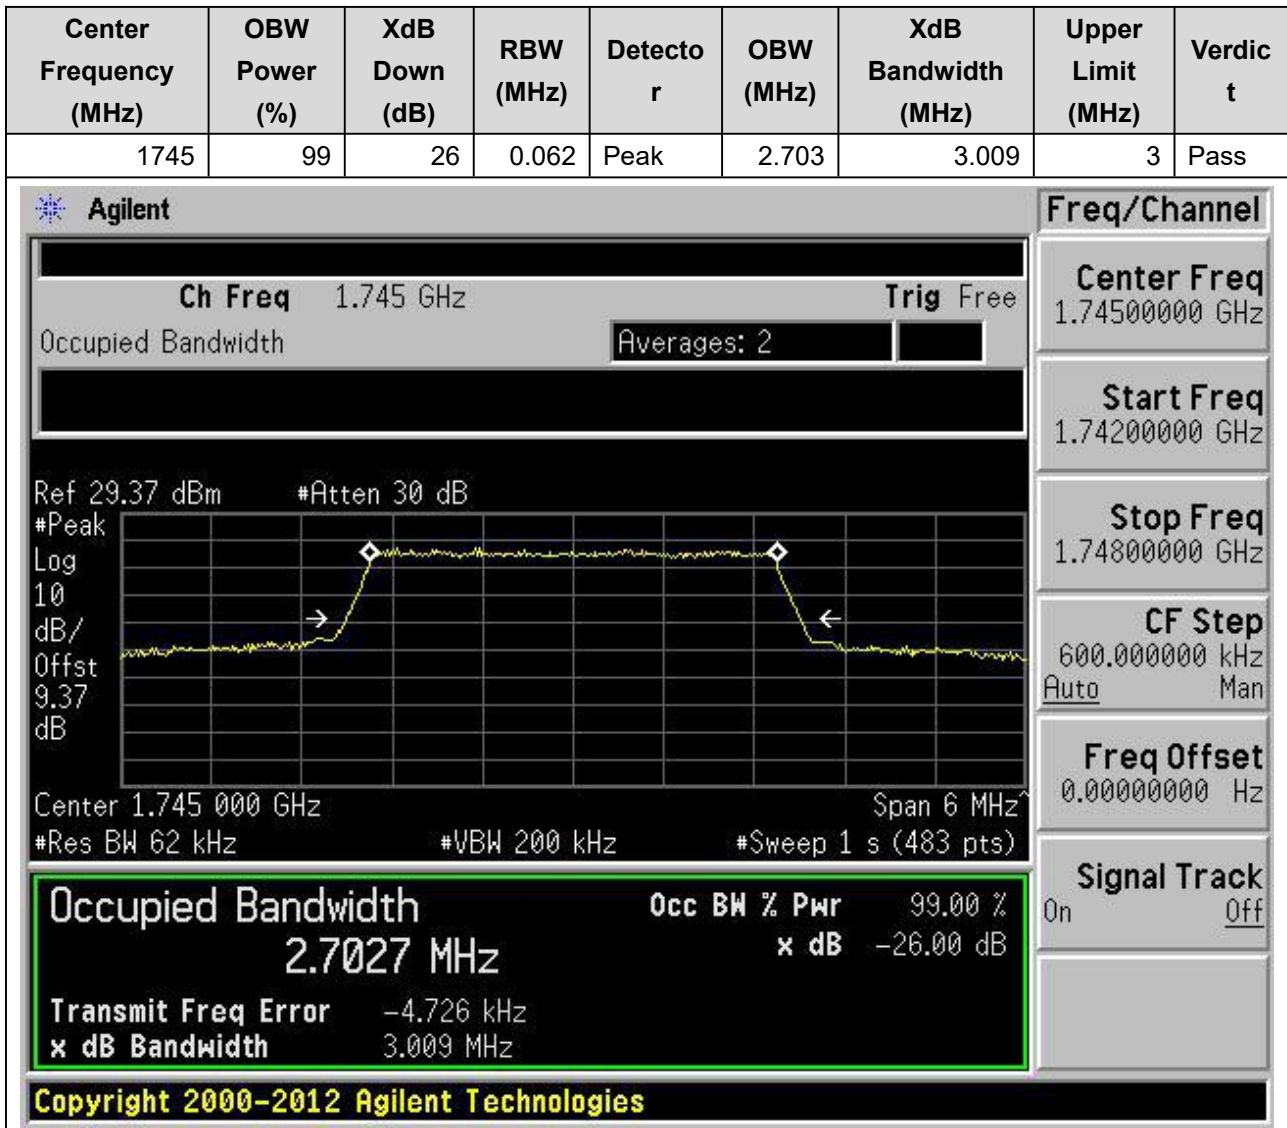 Center Frequency (MHz) OBW Power (%) XdB Down (dB) RBW (MHz) Detecto r OBW (MHz) XdB Bandwidth (MHz) Upper Limit (MHz) Verdic t
1745 99 26 0.062 Peak 2.703 3.009 3 Pass
Agilent
Freq/Channel
Ch Freq 1.745 GHz Trig Free
Occupied Bandwidth Averages: 2
Center Freq
1.74500000 GHz
Start Freq
1.74200000 GHz
Stop Freq
1.74800000 GHz
CF Step
600.000000 kHz
Auto Man
Freq Offset
0.00000000 Hz
Signal Track
On Off
Ref 29.37 dBm #Atten 30 dB
#Peak
Log
10
dB/
Offst
9.37
dB
Center 1.745 000 GHz Span 6 MHz^
#Res BW 62 kHz #VBW 200 kHz #Sweep 1 s (483 pts)
Occupied Bandwidth Occ BW % Pwr 99.00 %
2.7027 MHz x dB -26.00 dB
Transmit Freq Error -4.726 kHz
x dB Bandwidth 3.009 MHz
Copyright 2000-2012 Agilent Technologies